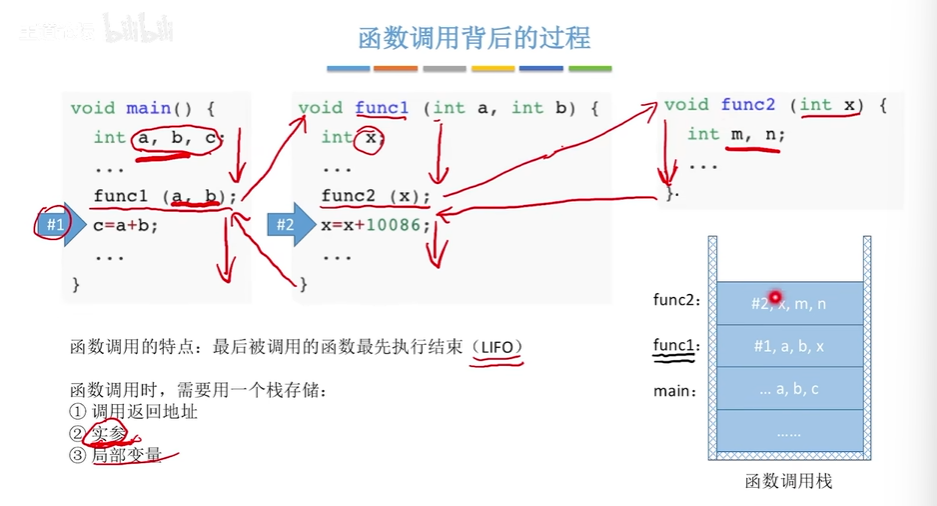 bilibili
函数调用背后的过程
void main() {
int a, b, c;
...
func1 (a, b);
#1
c=a+b;
...
}
void func1 (int a, int b) {
int x;
...
func2 (x);
#2
x=x+10086;
...
}
void func2 (int x) {
int m, n;
...
}
函数调用的特点：最后被调用的函数最先执行结束（LIFO）
函数调用时，需要用一个栈存储：
① 调用返回地址
② 实参
③ 局部变量
func2： #2, x, m, n
func1： #1, a, b, x
main： ... a, b, c
......
函数调用栈